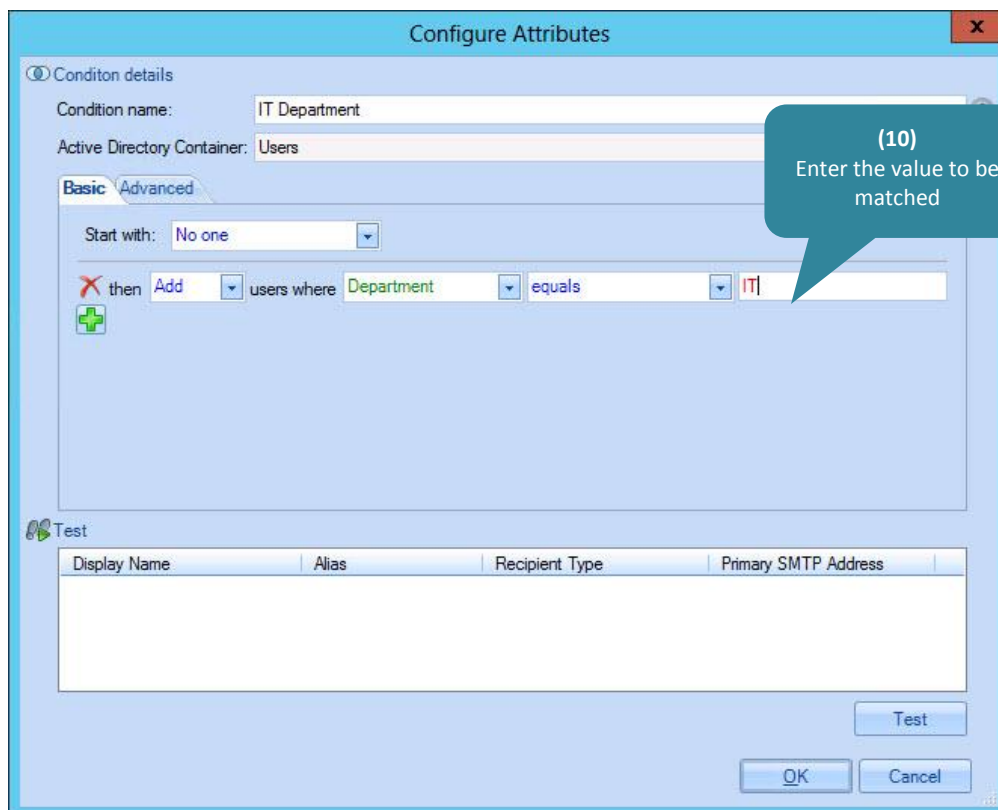 Configure Attributes
x
Conditon details
Condition name: IT Department
Active Directory Container: Users
(10)
Enter the value to be
matched
Basic Advanced
Start with: No one
then Add users where Department equals IT
Test
Display Name Alias Recipient Type Primary SMTP Address
Test
OK Cancel